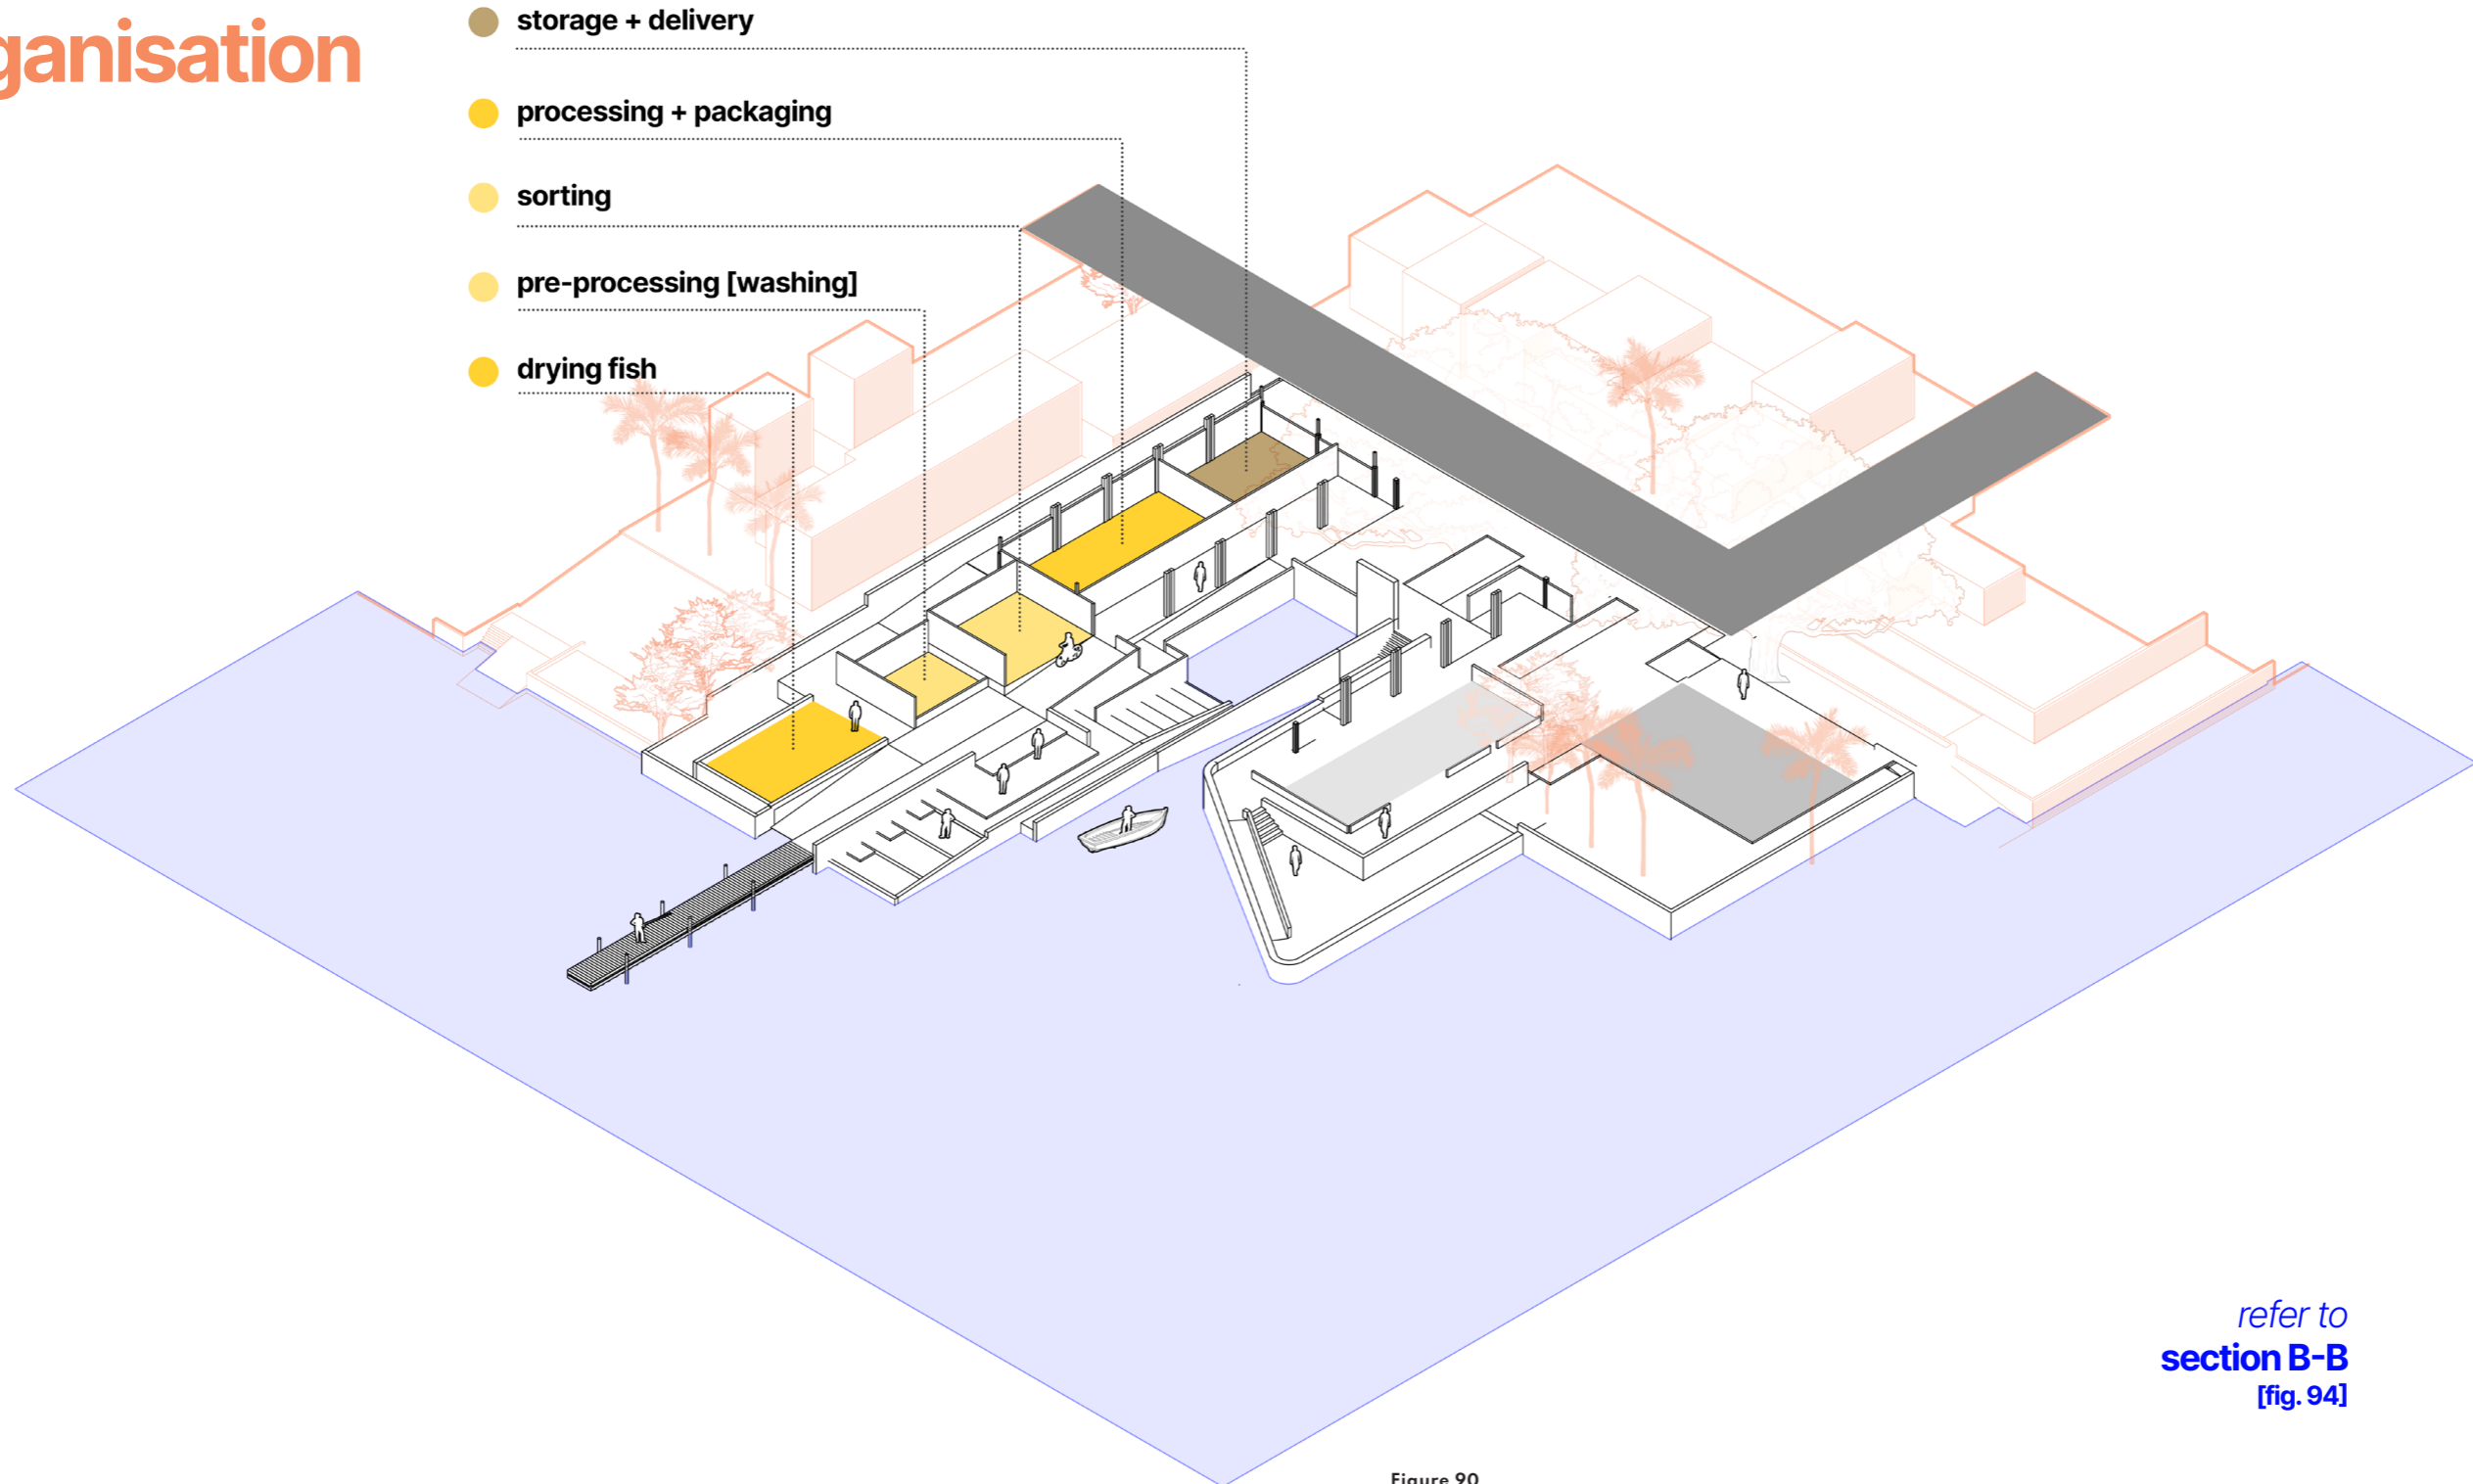 ganisation
storage + delivery
processing + packaging
sorting
pre-processing [washing]
drying fish
refer to
section B-B
[fig. 94]
Figure 90